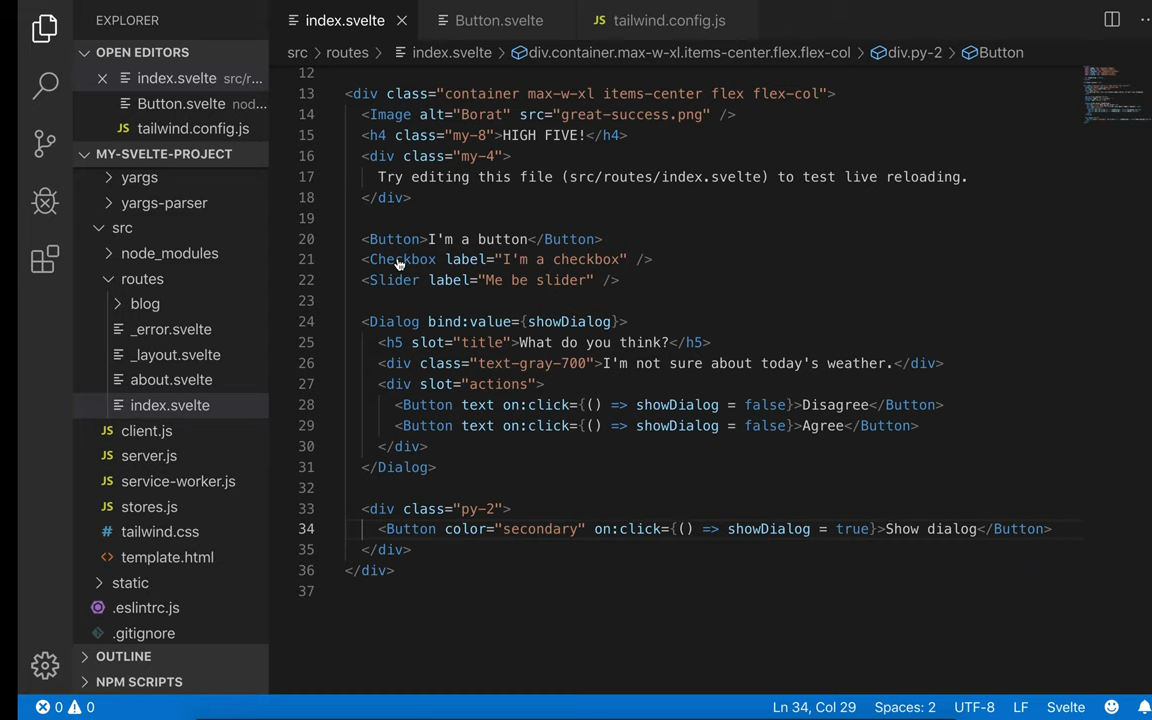 EXPLORER
index.svelte
Button.svelte
JS tailwind.config.js
OPEN EDITORS
src > routes > index.svelte > div.container.max-w-xl.items-center.flex.flex-col > div.py-2 > Button
index.svelte src/r...
Button.svelte nod...
JS tailwind.config.js
MY-SVELTE-PROJECT
yargs
yargs-parser
src
node_modules
routes
blog
_error.svelte
_layout.svelte
about.svelte
index.svelte
JS client.js
JS server.js
JS service-worker.js
JS stores.js
# tailwind.css
<> template.html
static
.eslintrc.js
.gitignore
OUTLINE
NPM SCRIPTS
12
13 <div class="container max-w-xl items-center flex flex-col">
14 <Image alt="Borat" src="great-success.png" />
15 <h4 class="my-8">HIGH FIVE!</h4>
16 <div class="my-4">
17 Try editing this file (src/routes/index.svelte) to test live reloading.
18 </div>
19
20 <Button>I'm a button</Button>
21 <Checkbox label="I'm a checkbox" />
22 <Slider label="Me be slider" />
23
24 <Dialog bind:value={showDialog}>
25 <h5 slot="title">What do you think?</h5>
26 <div class="text-gray-700">I'm not sure about today's weather.</div>
27 <div slot="actions">
28 <Button text on:click={() => showDialog = false}>Disagree</Button>
29 <Button text on:click={() => showDialog = false}>Agree</Button>
30 </div>
31 </Dialog>
32
33 <div class="py-2">
34 <Button color="secondary" on:click={() => showDialog = true}>Show dialog</Button>
35 </div>
36 </div>
37
0 0
Ln 34, Col 29
Spaces: 2
UTF-8
LF
Svelte